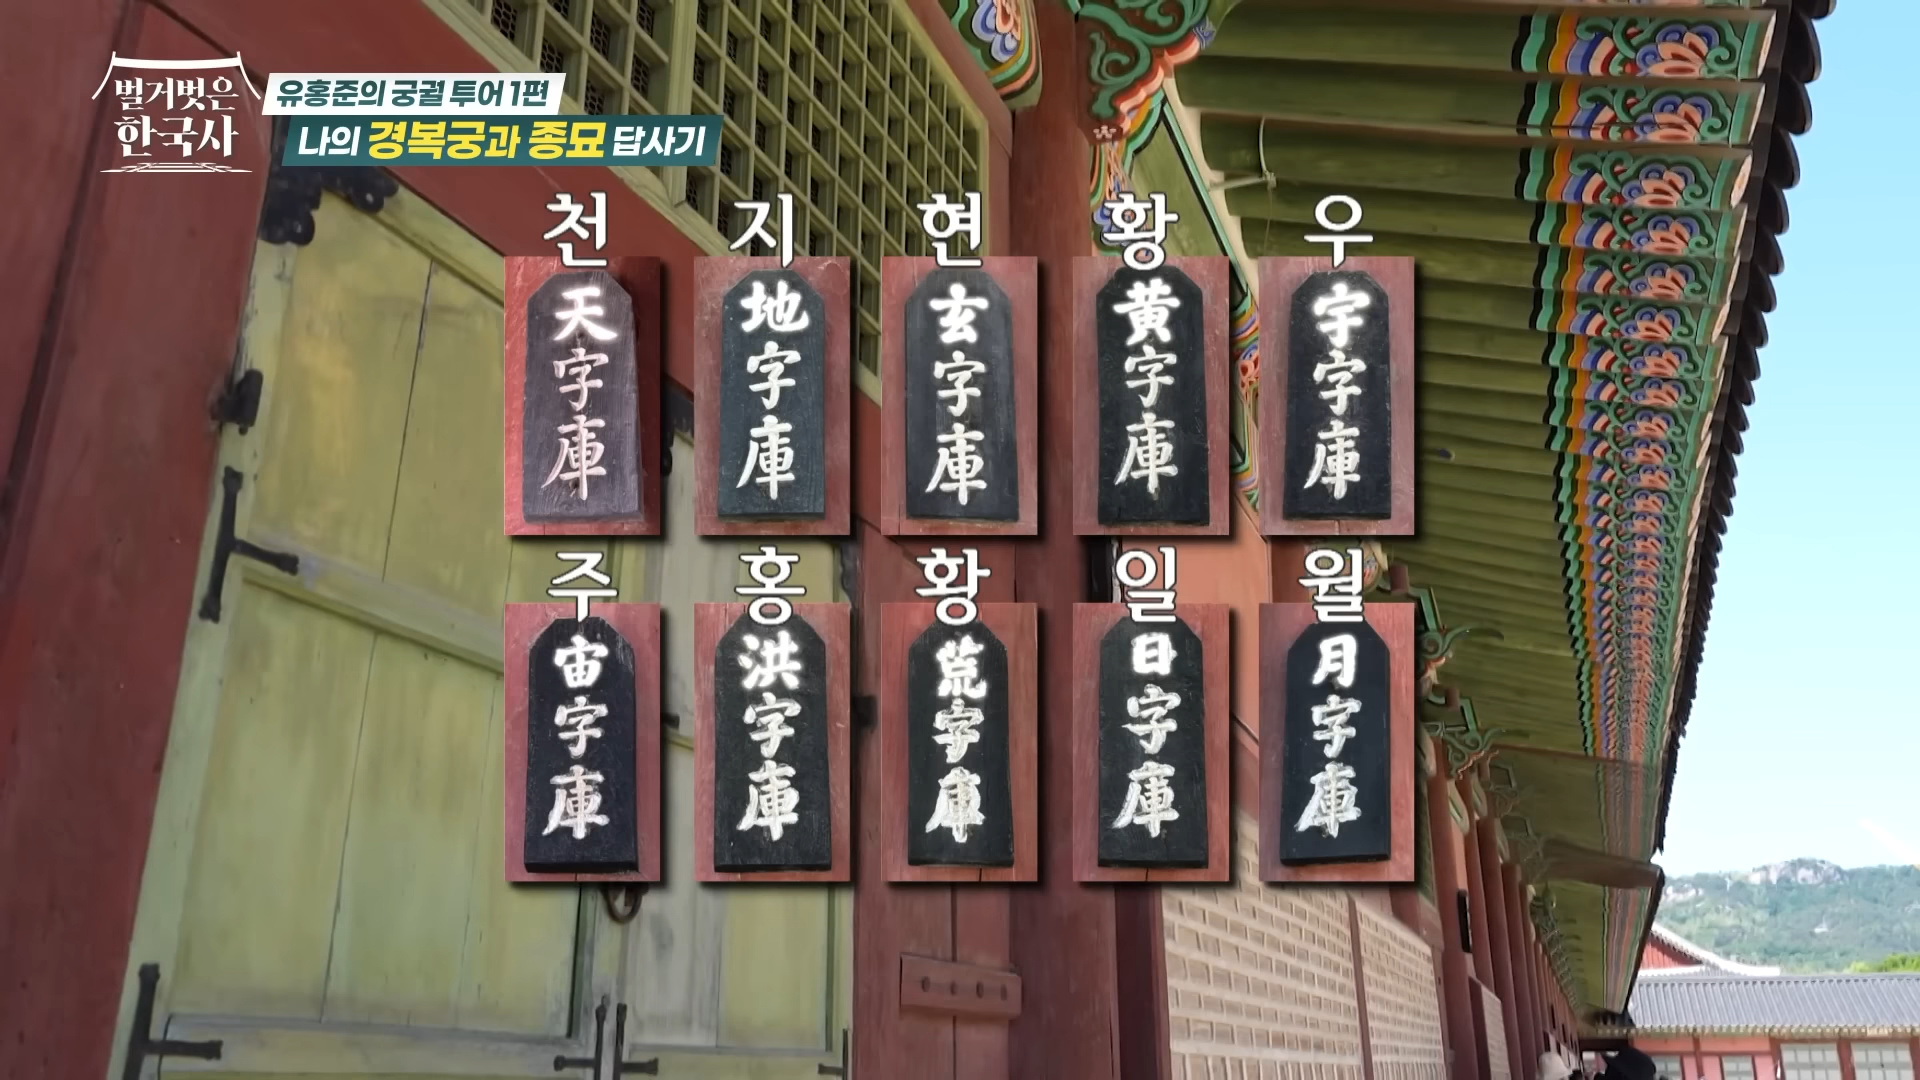 벌거벗은
한국사
유홍준의 궁궐 투어 1편
나의 경복궁과 종묘 답사기
천 지 현 황 우
天字庫 地字庫 玄字庫 黃字庫 宇字庫
주 홍 황 일 월
宙字庫 洪字庫 荒字庫 日字庫 月字庫